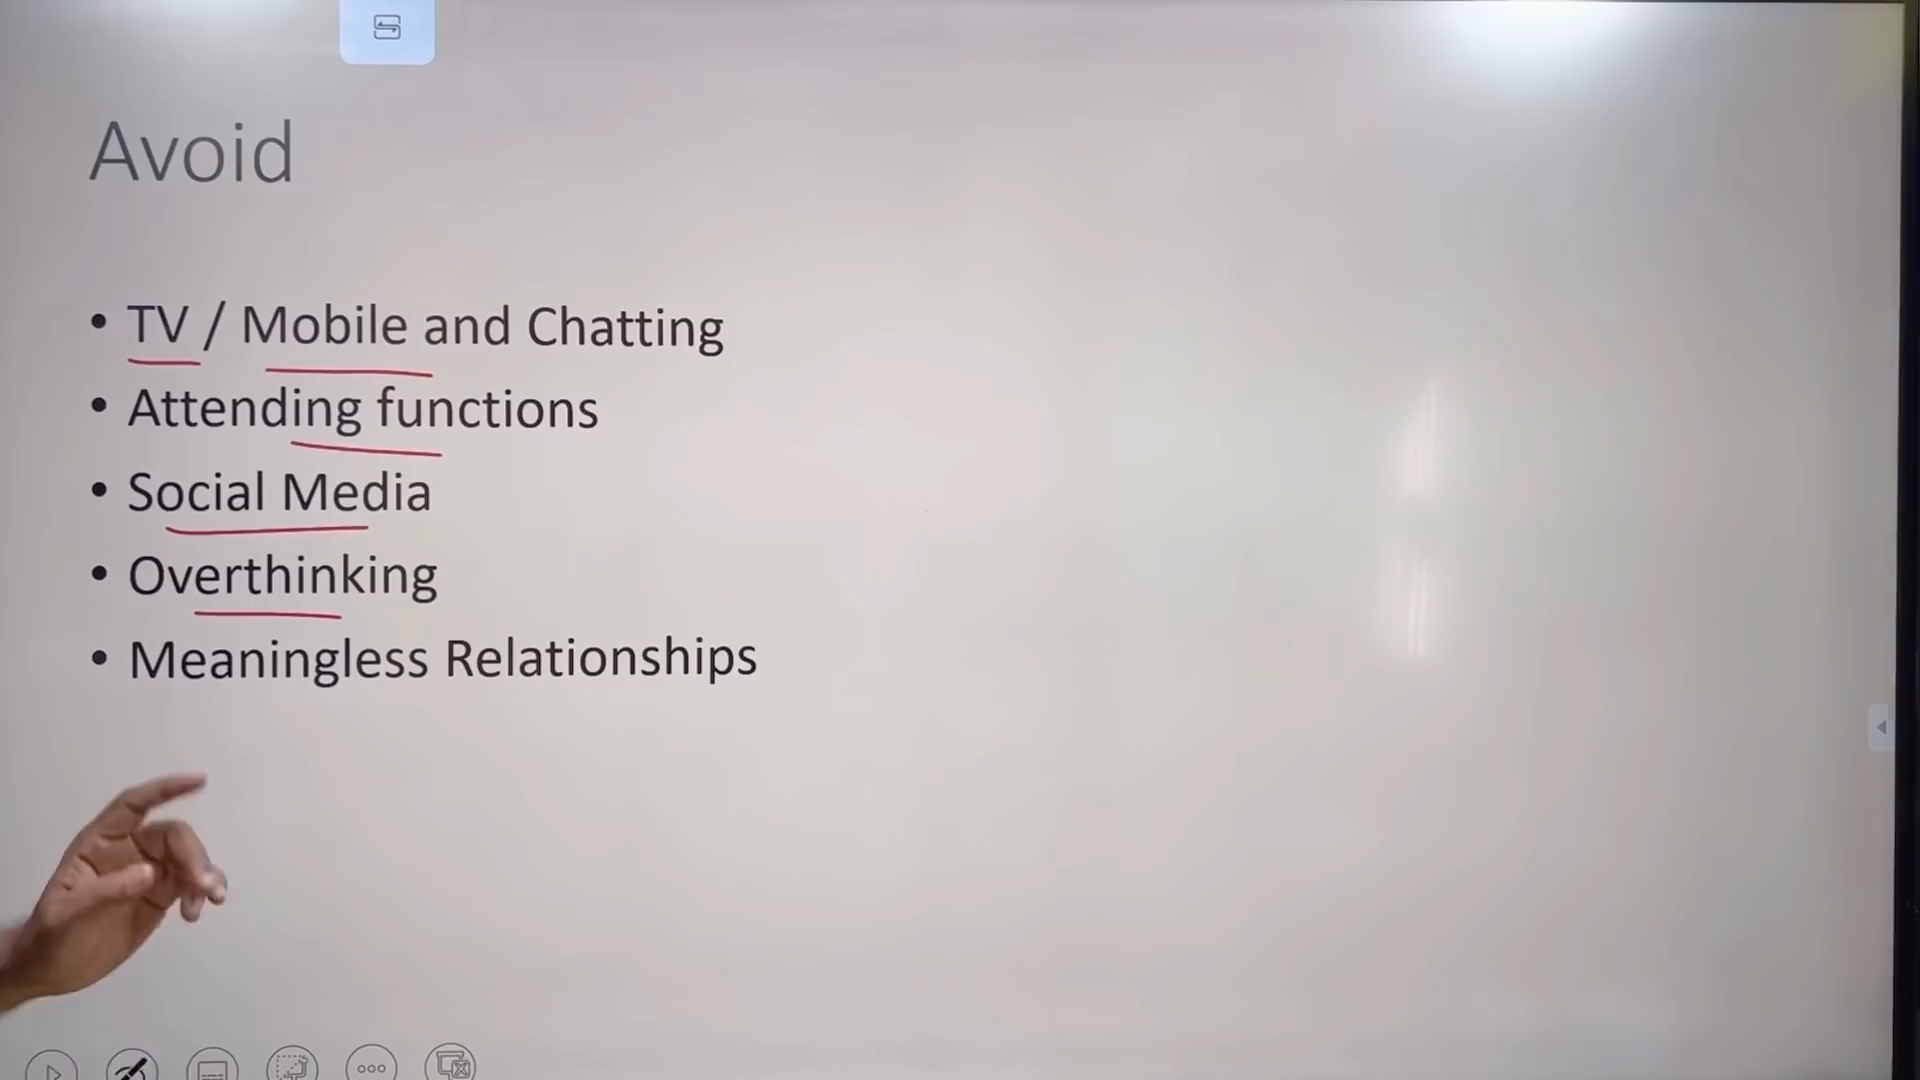 Avoid
• TV / Mobile and Chatting
• Attending functions
• Social Media
• Overthinking
• Meaningless Relationships